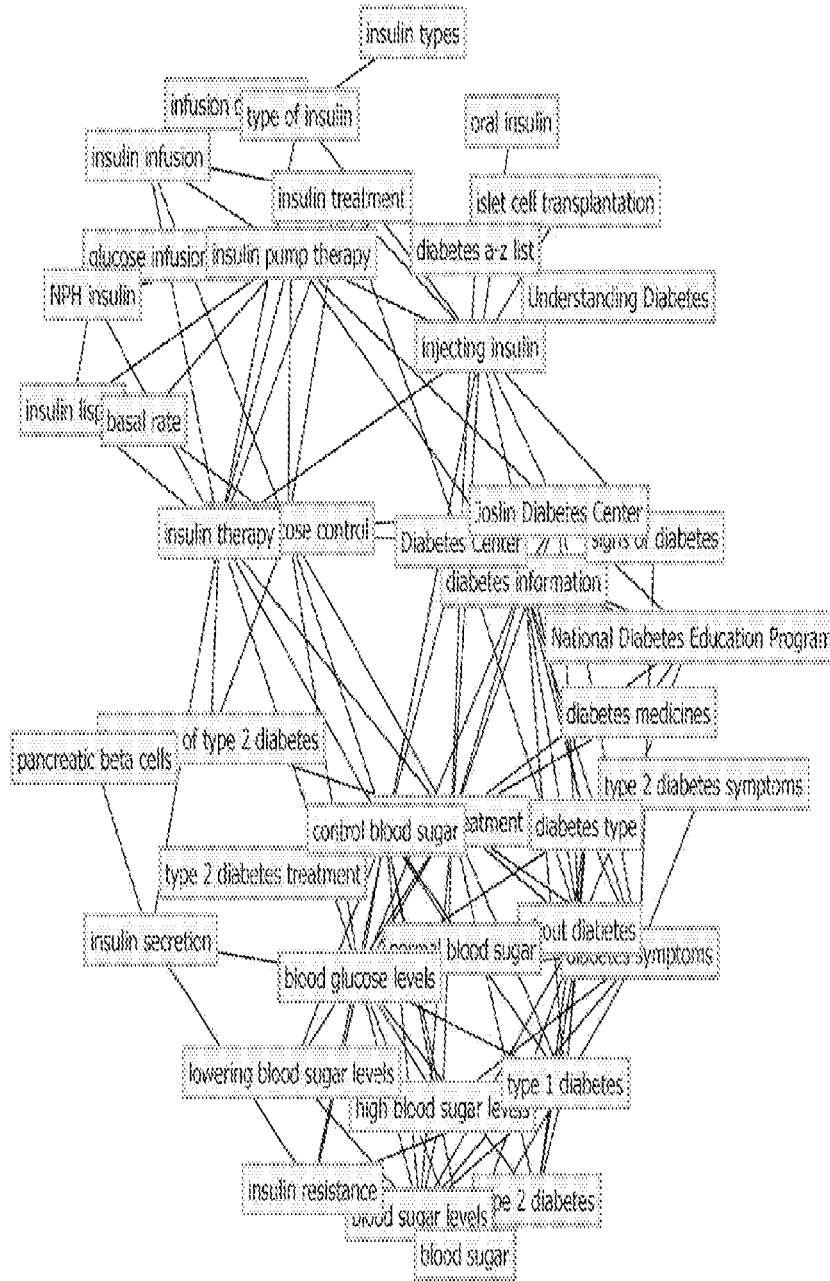 insulin types
infusion
type of insulin
oral insulin
insulin infusion
insulin treatment
islet cell transplantation
glucose infusion
insulin pump therapy
diabetes a-z list
NPH insulin
Understanding Diabetes
injecting insulin
insulin
basal rate
Joslin Diabetes Center
insulin therapy
control
Diabetes Center
signs of diabetes
diabetes information
National Diabetes Education Program
diabetes medicines
of type 2 diabetes
pancreatic beta cells
type 2 diabetes symptoms
control blood sugar
diabetes type
type 2 diabetes treatment
insulin secretion
diabetes
normal blood sugar
symptoms
blood glucose levels
lowering blood sugar levels
type 1 diabetes
high blood sugar levels
insulin resistance
2 diabetes
blood sugar levels
blood sugar